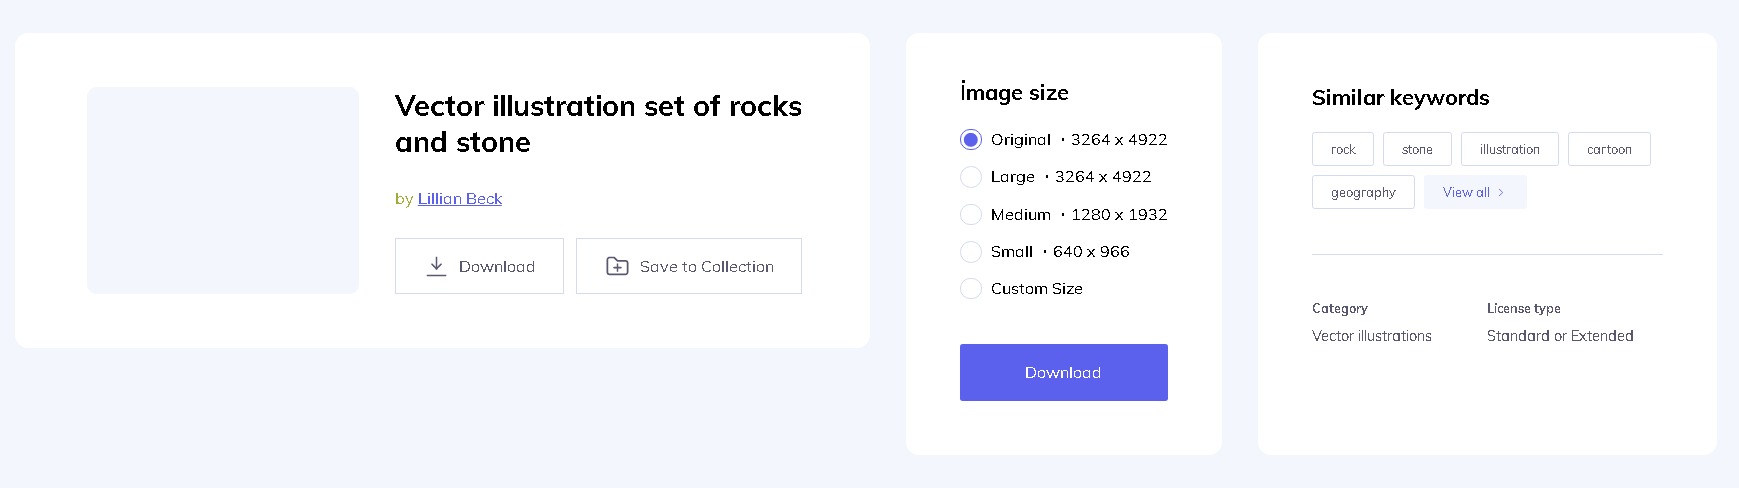 Vector illustration set of rocks
and stone
by Lillian Beck
Download
Save to Collection
İmage size
Original · 3264 x 4922
Large · 3264 x 4922
Medium · 1280 x 1932
Small · 640 x 966
Custom Size
Download
Similar keywords
rock stone illustration cartoon
geography View all >
Category
Vector illustrations
License type
Standard or Extended